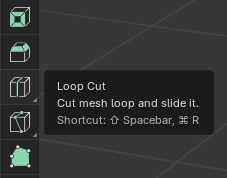 Loop Cut
Cut mesh loop and slide it.
Shortcut: ⇧ Spacebar, ⌘ R